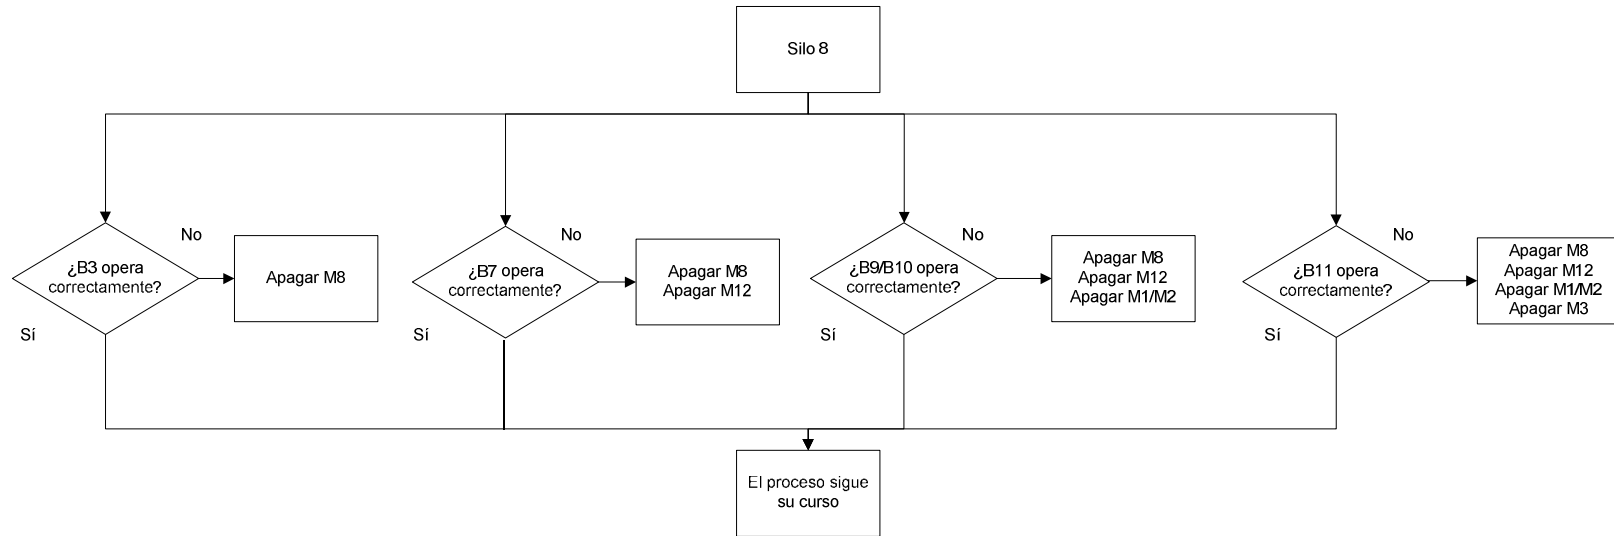 Silo 8
No
¿B3 opera
correctamente?
Sí
Apagar M8
No
¿B7 opera
correctamente?
Sí
Apagar M8
Apagar M12
No
¿B9/B10 opera
correctamente?
Sí
Apagar M8
Apagar M12
Apagar M1/M2
No
¿B11 opera
correctamente?
Sí
Apagar M8
Apagar M12
Apagar M1/M2
Apagar M3
El proceso sigue
su curso